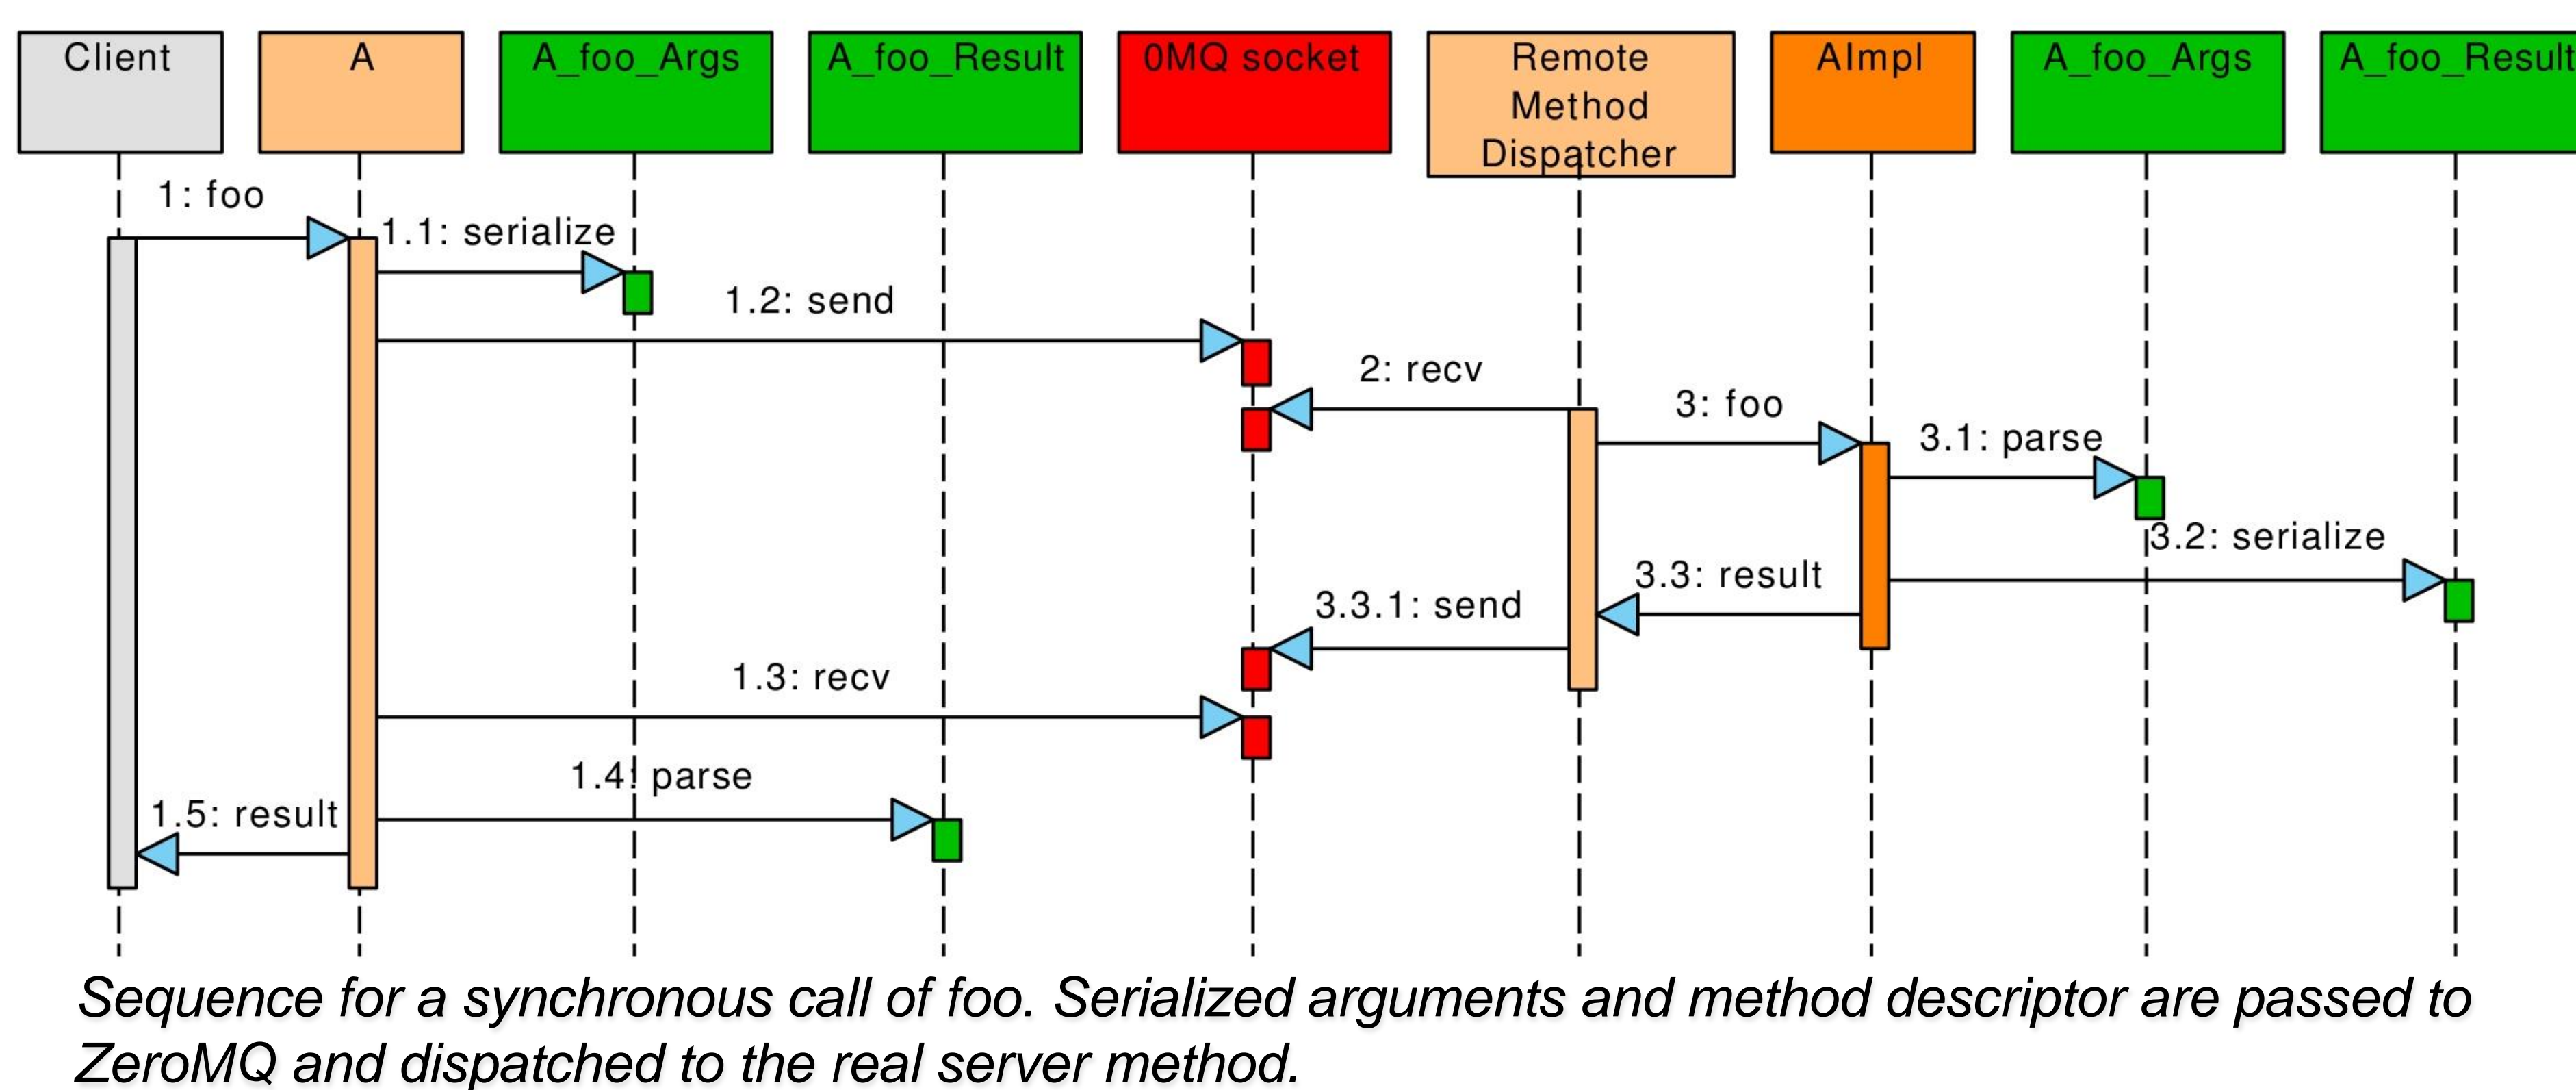 Client
A
A_foo_Args
A_foo_Result
0MQ socket
Remote
Method
Dispatcher
AImpl
A_foo_Args
A_foo_Result
1: foo
1.1: serialize
1.2: send
2: recv
3: foo
3.1: parse
3.2: serialize
3.3: result
3.3.1: send
1.3: recv
1.4: parse
1.5: result
Sequence for a synchronous call of foo. Serialized arguments and method descriptor are passed to
ZeroMQ and dispatched to the real server method.